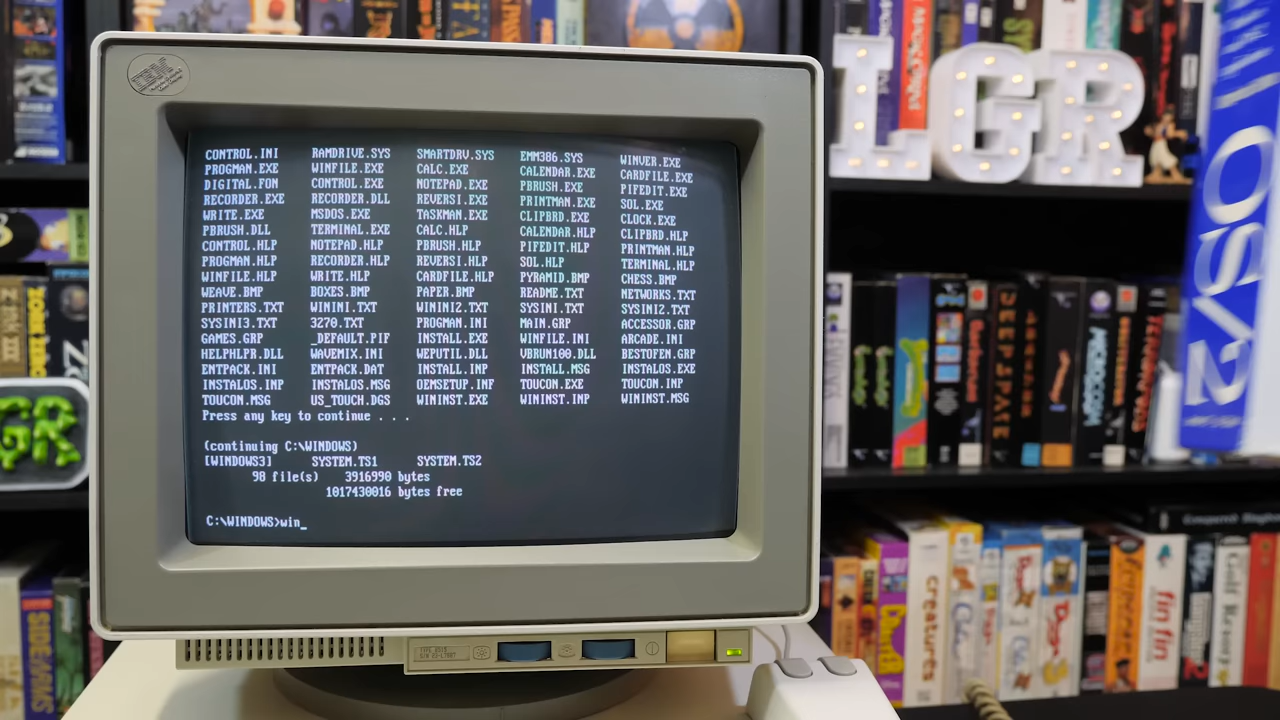 IBM
CONTROL.INI RAMDRIVE.SYS SMARTDRV.SYS EMM386.SYS WINVER.EXE
PROGMAN.EXE WINFILE.EXE CALC.EXE CALENDAR.EXE CARDFILE.EXE
DIGITAL.FON CONTROL.EXE NOTEPAD.EXE PBRUSH.EXE PIFEDIT.EXE
RECORDER.EXE RECORDER.DLL REVERSI.EXE PRINTMAN.EXE SOL.EXE
WRITE.EXE MSDOS.EXE TASKMAN.EXE CLIPBRD.EXE CLOCK.EXE
PBRUSH.DLL TERMINAL.EXE CALC.HLP CALENDAR.HLP CLIPBRD.HLP
CONTROL.HLP NOTEPAD.HLP PBRUSH.HLP PIFEDIT.HLP PRINTMAN.HLP
PROGMAN.HLP RECORDER.HLP REVERSI.HLP SOL.HLP TERMINAL.HLP
WINFILE.HLP WRITE.HLP CARDFILE.HLP PYRAMID.BMP CHESS.BMP
WEAVE.BMP BOXES.BMP PAPER.BMP README.TXT NETWORKS.TXT
PRINTERS.TXT WININI.TXT WININI2.TXT SYSINI.TXT SYSINI2.TXT
SYSINI3.TXT 3270.TXT PROGMAN.INI MAIN.GRP ACCESSOR.GRP
GAMES.GRP _DEFAULT.PIF INSTALL.EXE WINFILE.INI ARCADE.INI
HELPHLPR.DLL WAVEMIX.INI WEPUTIL.DLL VBRUN100.DLL BESTOFEN.GRP
ENTPACK.INI ENTPACK.DAT INSTALL.INP INSTALL.MSG INSTALOS.EXE
INSTALOS.INP INSTALOS.MSG OEMSETUP.INF TOUCON.EXE TOUCON.INP
TOUCON.MSG US_TOUCH.DGS WININST.EXE WININST.INP WININST.MSG
Press any key to continue . . .
(continuing C:\WINDOWS)
[WINDOWS3] SYSTEM.TS1 SYSTEM.TS2
98 file(s) 3916990 bytes
1017430016 bytes free
C:\WINDOWS>win_
LGR
OS/2
GR
creatures
fin fin
Dogz
SIDE ARMS